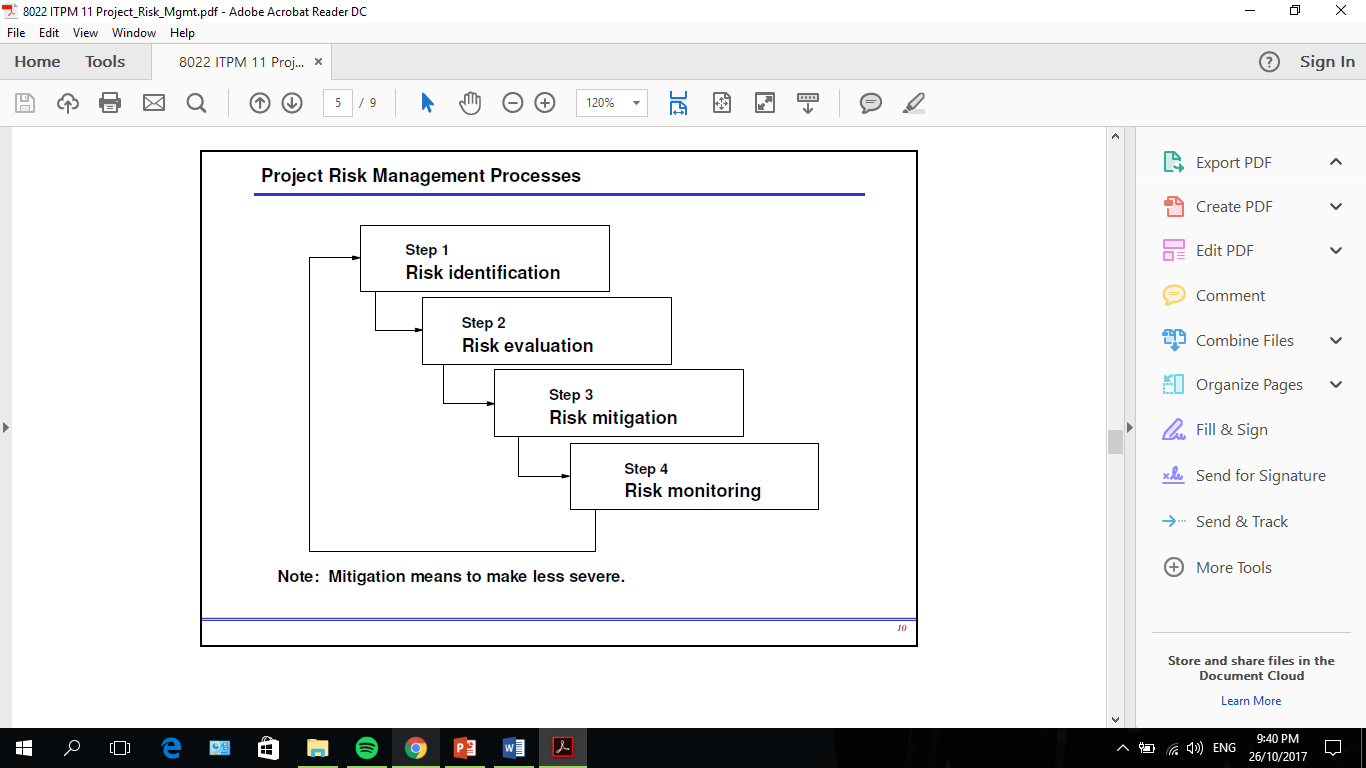 8022 ITPM 11 Project_Risk_Mgmt.pdf - Adobe Acrobat Reader DC
File Edit View Window Help
Home Tools 8022 ITPM 11 Proj... × ? Sign In
5 / 9 120%
Project Risk Management Processes
Step 1
Risk identification
Step 2
Risk evaluation
Step 3
Risk mitigation
Step 4
Risk monitoring
Note: Mitigation means to make less severe.
10
Export PDF
Create PDF
Edit PDF
Comment
Combine Files
Organize Pages
Fill & Sign
Send for Signature
Send & Track
More Tools
Store and share files in the
Document Cloud
Learn More
ENG
9:40 PM
26/10/2017